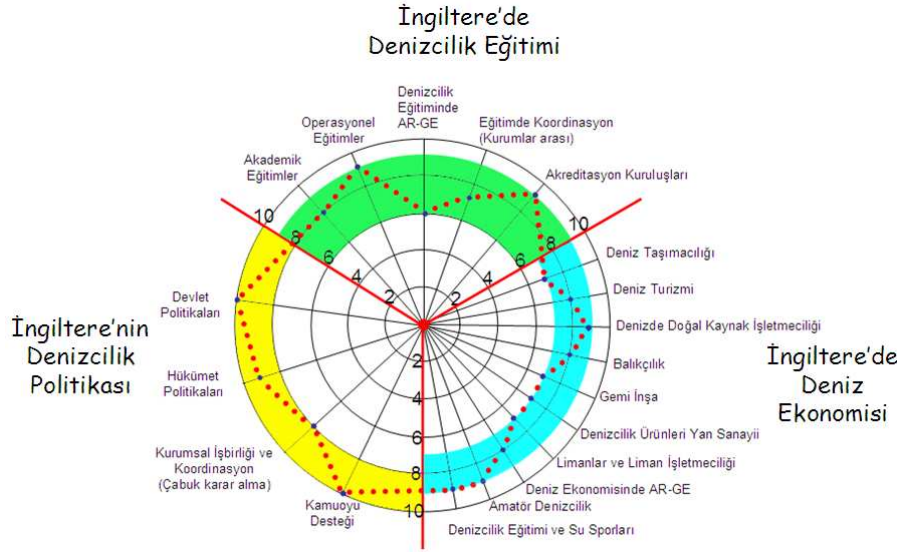 İngiltere'de
Denizcilik Eğitimi
Denizcilik
Eğitiminde
AR-GE
Operasyonel
Eğitimler
Eğitimde Koordinasyon
(Kurumlar arası)
Akademik
Eğitimler
Akreditasyon Kuruluşları
10
8
6
4
2
10
8
6
4
2
Deniz Taşımacılığı
Deniz Turizmi
Denizde Doğal Kaynak İşletmeciliği
Balıkçılık
Gemi İnşa
Denizcilik Ürünleri Yan Sanayii
Limanlar ve Liman İşletmeciliği
Deniz Ekonomisinde AR-GE
Amatör Denizcilik
Denizcilik Eğitimi ve Su Sporları
İngiltere'de
Deniz
Ekonomisi
2
4
6
8
10
İngiltere'nin
Denizcilik
Politikası
Devlet
Politikaları
Hükümet
Politikaları
Kurumsal İşbirliği ve
Koordinasyon
(Çabuk karar alma)
Kamuoyu
Desteği